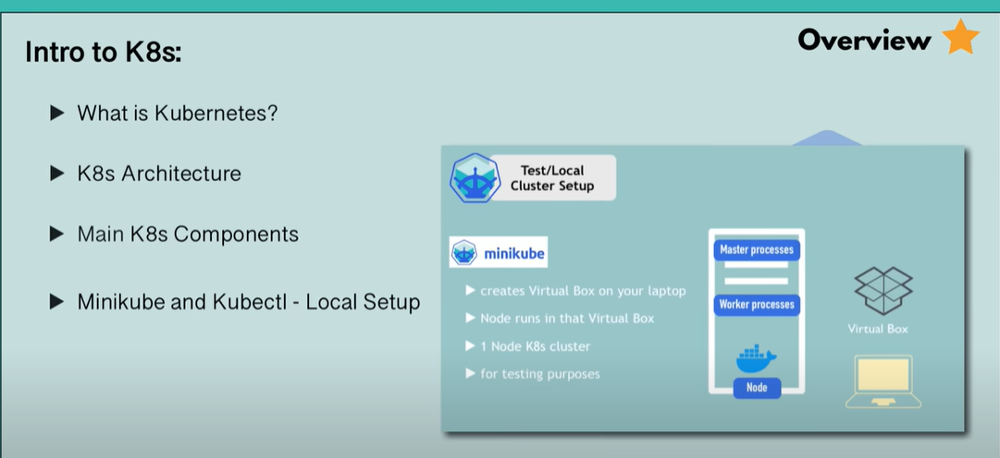 Overview
Intro to K8s:
▶ What is Kubernetes?
▶ K8s Architecture
▶ Main K8s Components
▶ Minikube and Kubectl - Local Setup
Test/Local
Cluster Setup
minikube
▶ creates Virtual Box on your laptop
▶ Node runs in that Virtual Box
▶ 1 Node K8s cluster
▶ for testing purposes
Master processes
Worker processes
Node
Virtual Box